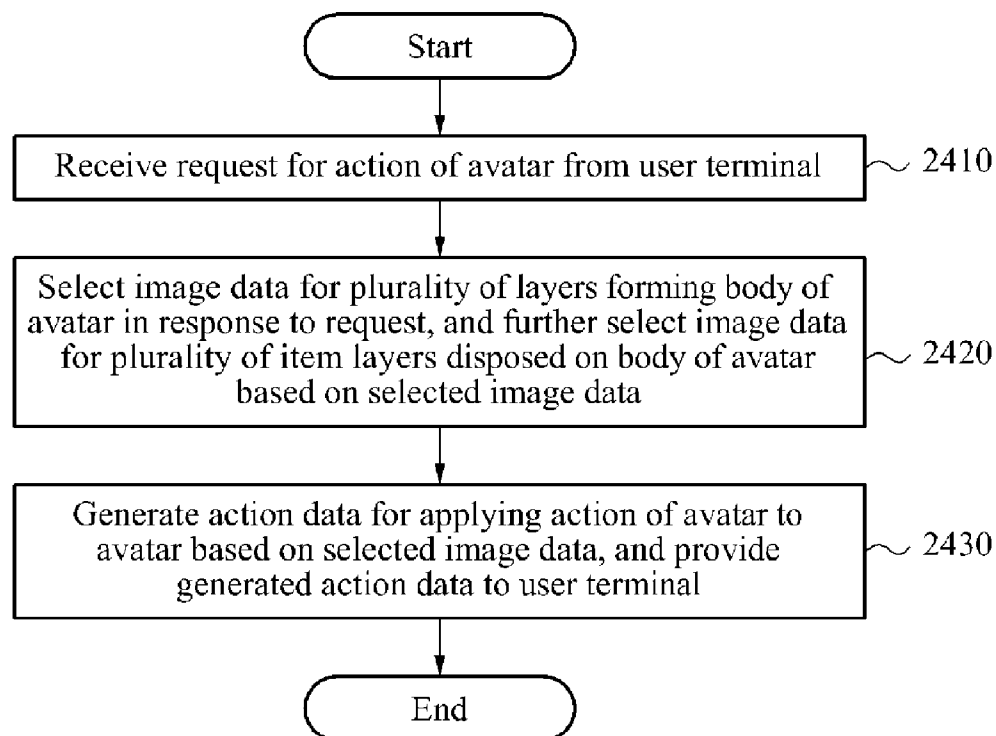 Start
Receive request for action of avatar from user terminal
2410
Select image data for plurality of layers forming body of
avatar in response to request, and further select image data
for plurality of item layers disposed on body of avatar
based on selected image data
2420
Generate action data for applying action of avatar to
avatar based on selected image data, and provide
generated action data to user terminal
2430
End